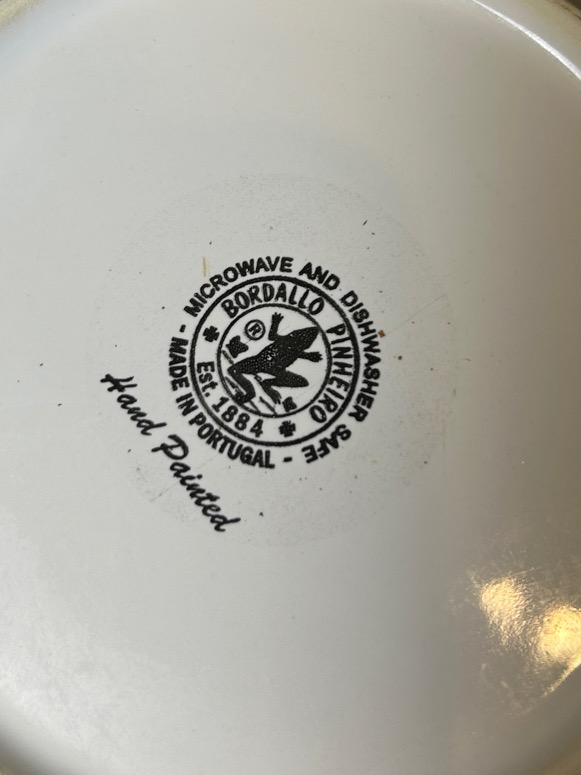 MICROWAVE AND DISHWASHER SAFE -
MADE IN PORTUGAL -
BORDALLO PINHEIRO
®
Est. 1884
Hand Painted